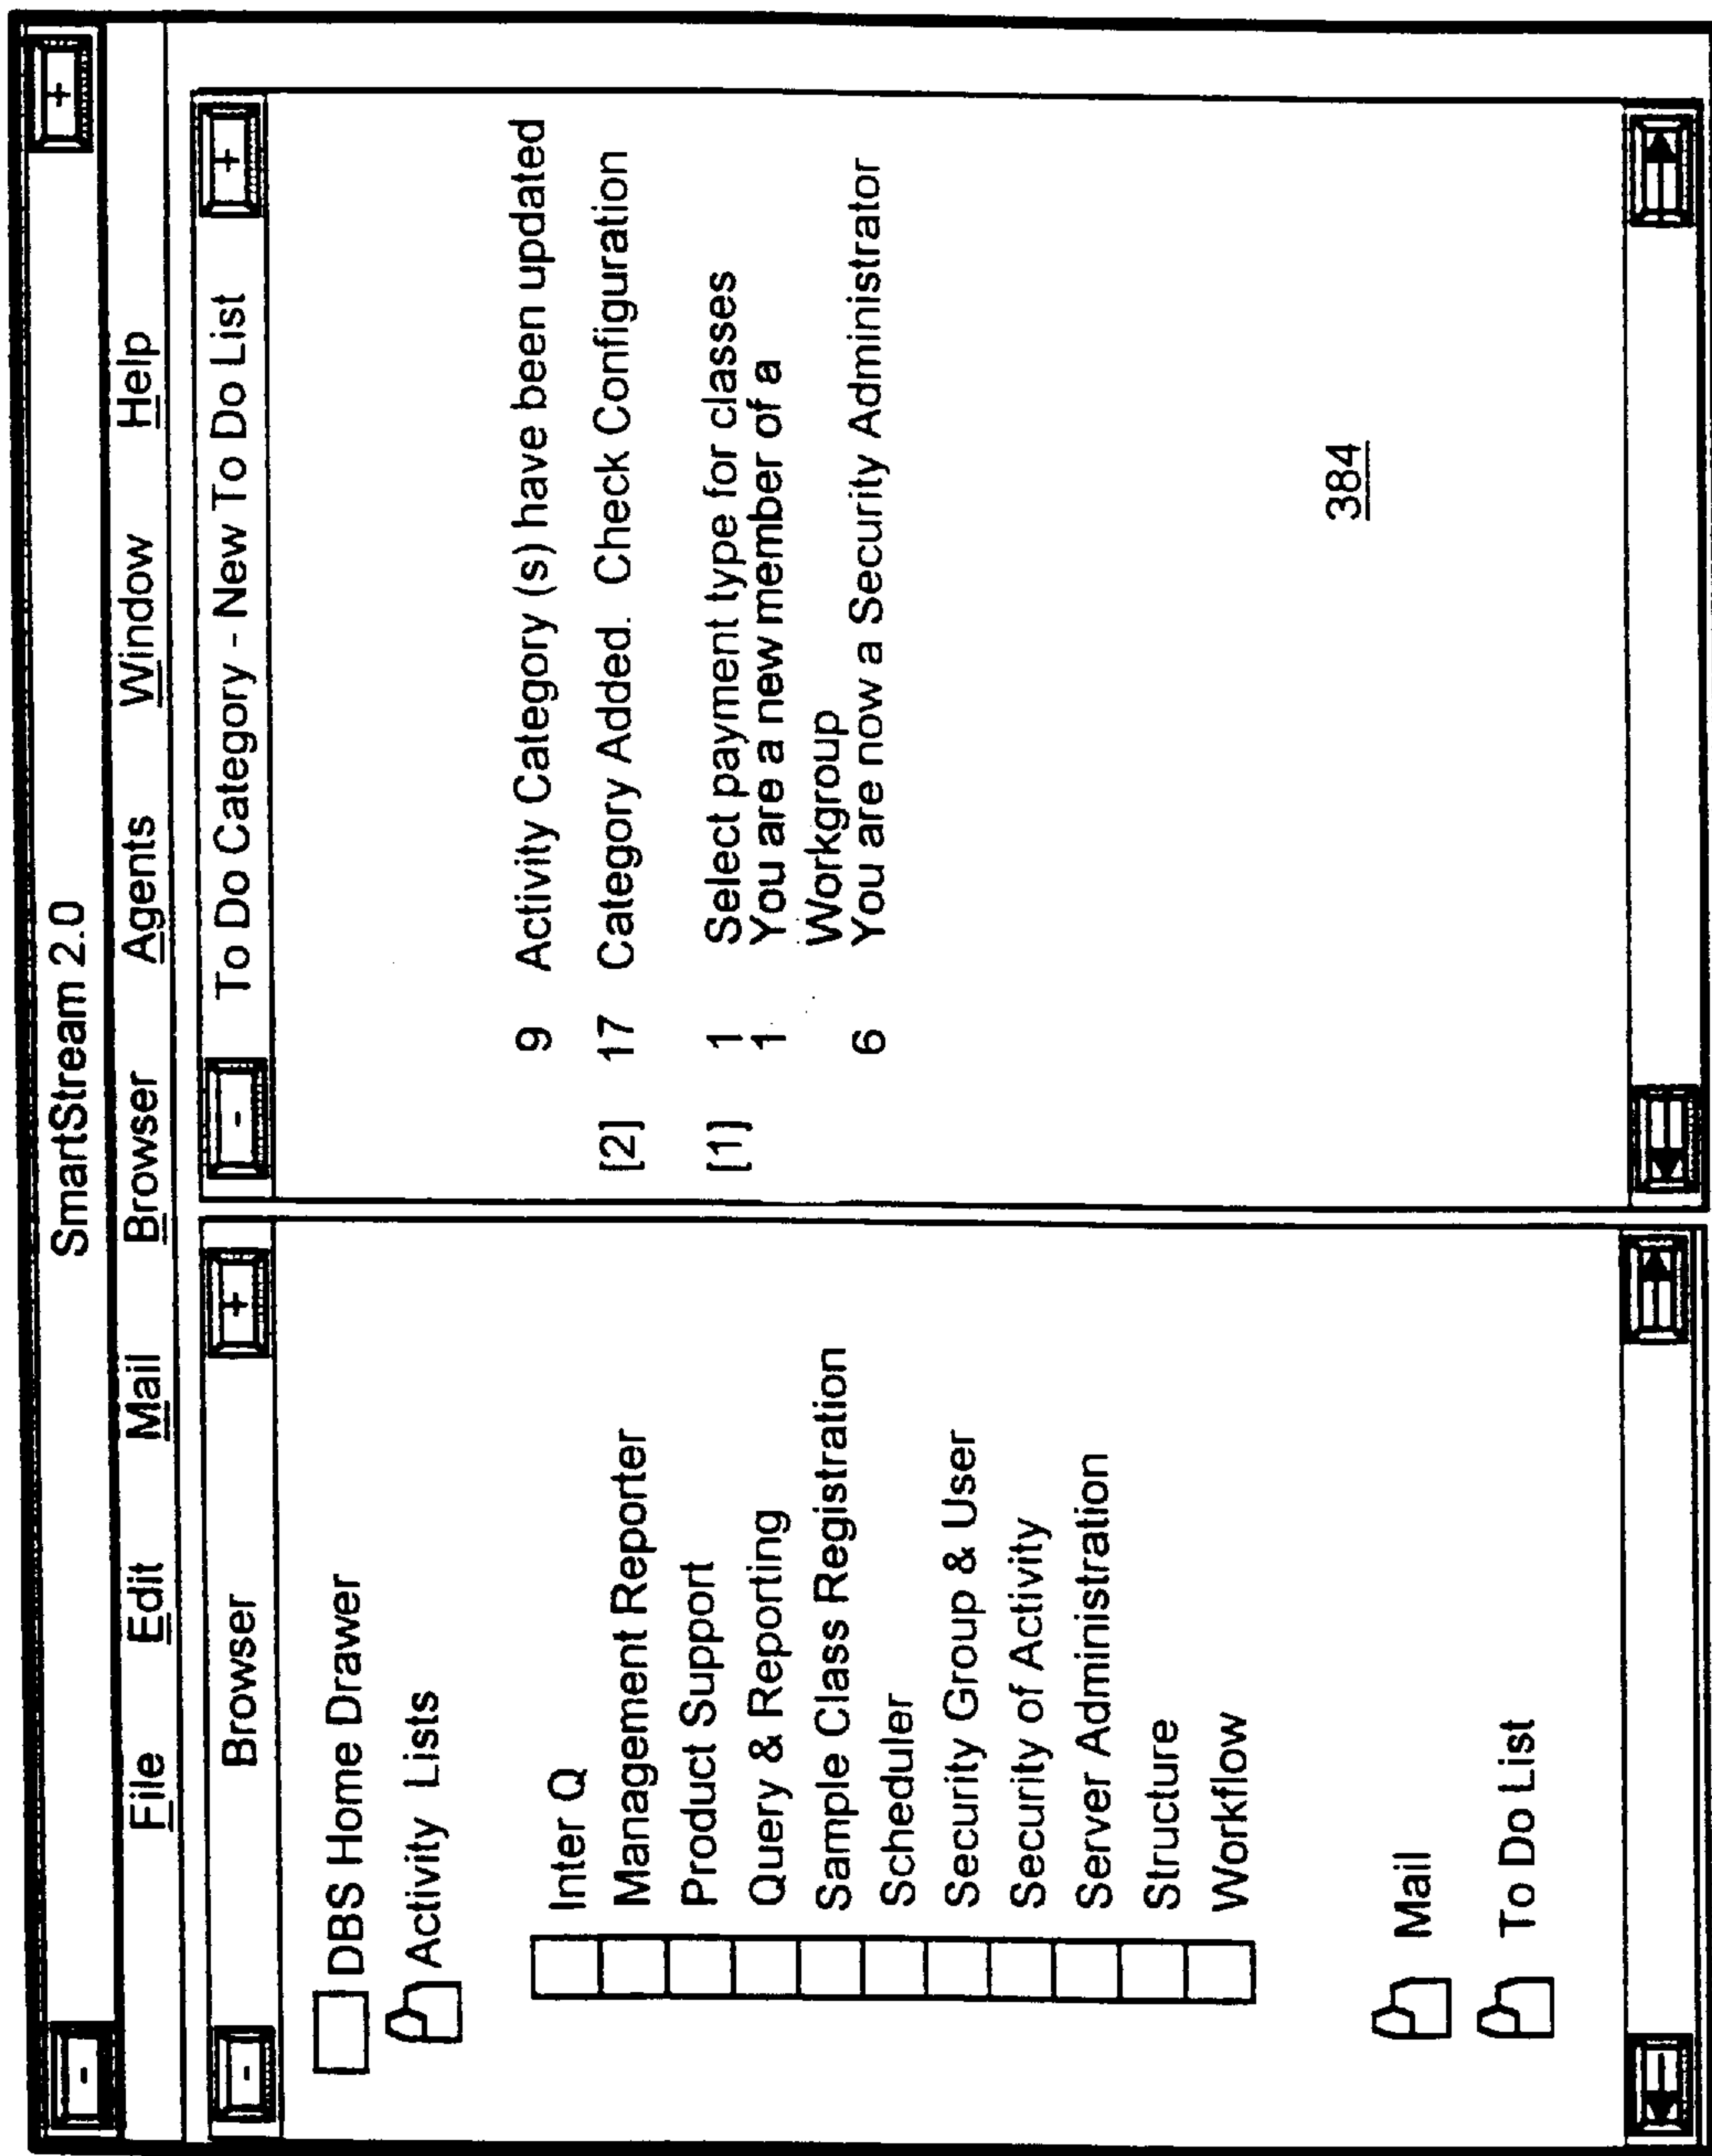 SmartStream 2.0
- +
File Edit Mail Browser Agents Window Help
- Browser +
DBS Home Drawer
Activity Lists
Inter Q
Management Reporter
Product Support
Query & Reporting
Sample Class Registration
Scheduler
Security Group & User
Security of Activity
Server Administration
Structure
Workflow
Mail
To Do List
- To Do Category - New To Do List +
9 Activity Category (s) have been updated
[2] 17 Category Added. Check Configuration
[1] 1 Select payment type for classes
1 You are a new member of a
Workgroup
6 You are now a Security Administrator
384